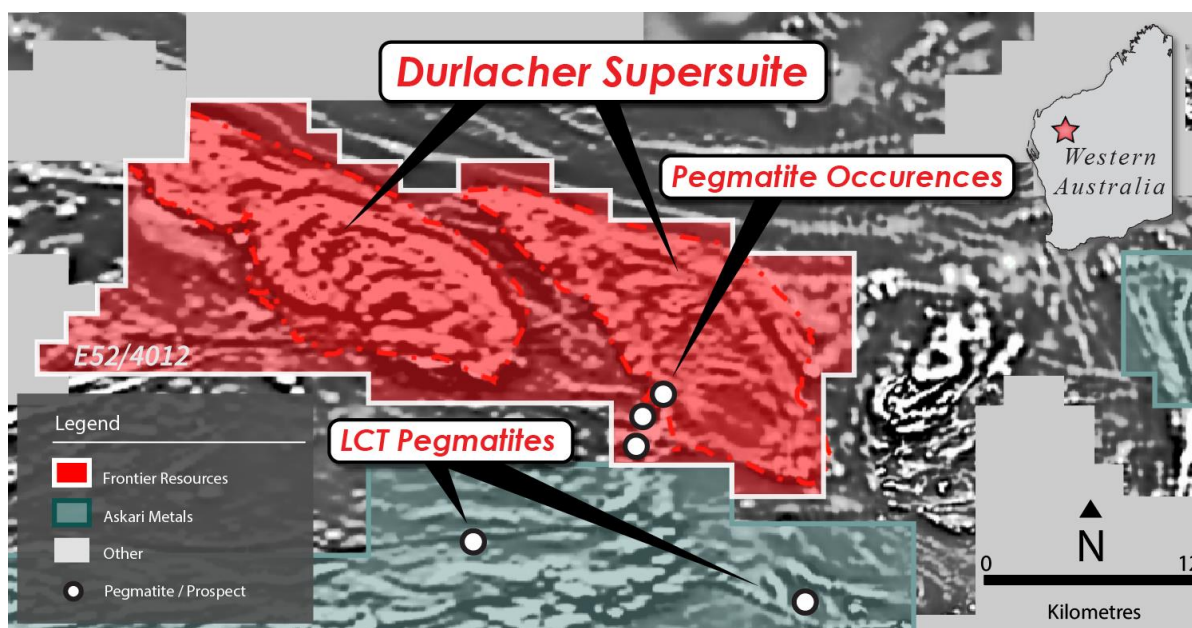 Durlacher Supersuite
Western
Australia
Pegmatite Occurences
E52/4012
LCT Pegmatites
Legend
Frontier Resources
Askari Metals
Other
Pegmatite / Prospect
N
0 12
Kilometres